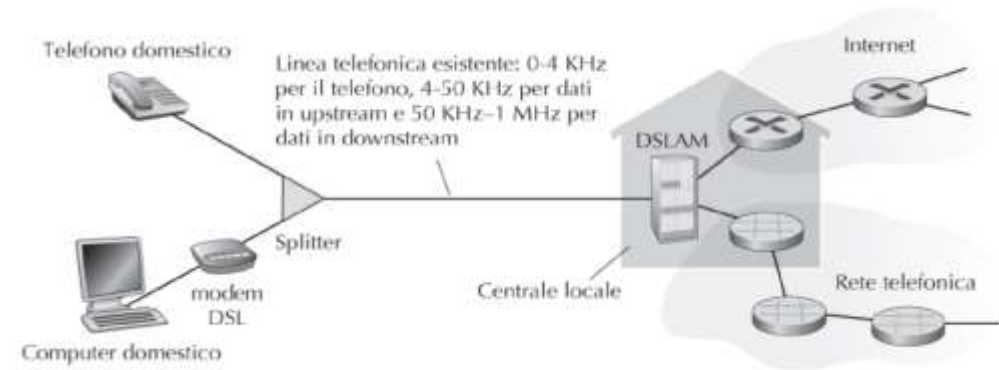 Telefono domestico
Linea telefonica esistente: 0-4 KHz
per il telefono, 4-50 KHz per dati
in upstream e 50 KHz–1 MHz per
dati in downstream
Internet
DSLAM
Splitter
modem
DSL
Computer domestico
Centrale locale
Rete telefonica